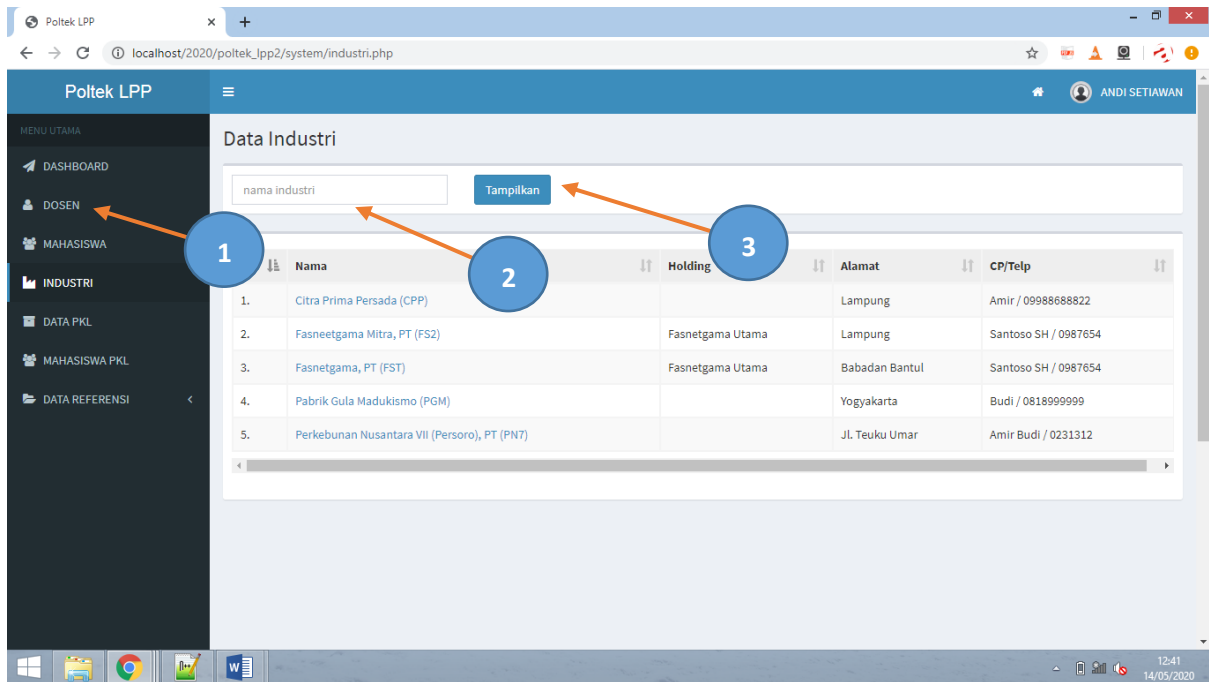 Poltek LPP
localhost/2020/poltek_lpp2/system/industri.php
Poltek LPP
ANDI SETIAWAN
MENU UTAMA
DASHBOARD
DOSEN
MAHASISWA
INDUSTRI
DATA PKL
MAHASISWA PKL
DATA REFERENSI
Data Industri
nama industri
Tampilkan
1
2
3
Nama Holding Alamat CP/Telp
1. Citra Prima Persada (CPP) Lampung Amir / 09988688822
2. Fasneetgama Mitra, PT (FS2) Fasnetgama Utama Lampung Santoso SH / 0987654
3. Fasnetgama, PT (FST) Fasnetgama Utama Babadan Bantul Santoso SH / 0987654
4. Pabrik Gula Madukismo (PGM) Yogyakarta Budi / 0818999999
5. Perkebunan Nusantara VII (Persoro), PT (PN7) Jl. Teuku Umar Amir Budi / 0231312
12:41
14/05/2020